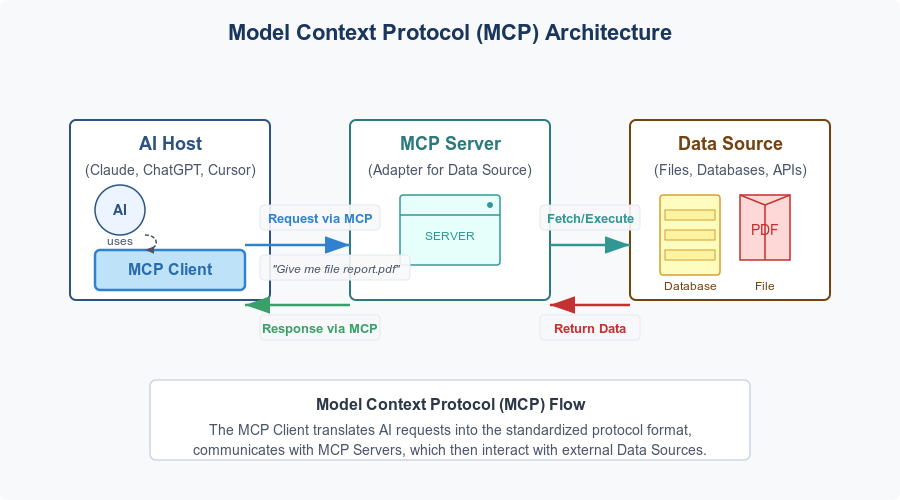 Model Context Protocol (MCP) Architecture
AI Host
(Claude, ChatGPT, Cursor)
AI
uses
MCP Client
Request via MCP
"Give me file report.pdf"
Response via MCP
MCP Server
(Adapter for Data Source)
SERVER
Fetch/Execute
Return Data
Data Source
(Files, Databases, APIs)
PDF
Database
File
Model Context Protocol (MCP) Flow
The MCP Client translates AI requests into the standardized protocol format,
communicates with MCP Servers, which then interact with external Data Sources.